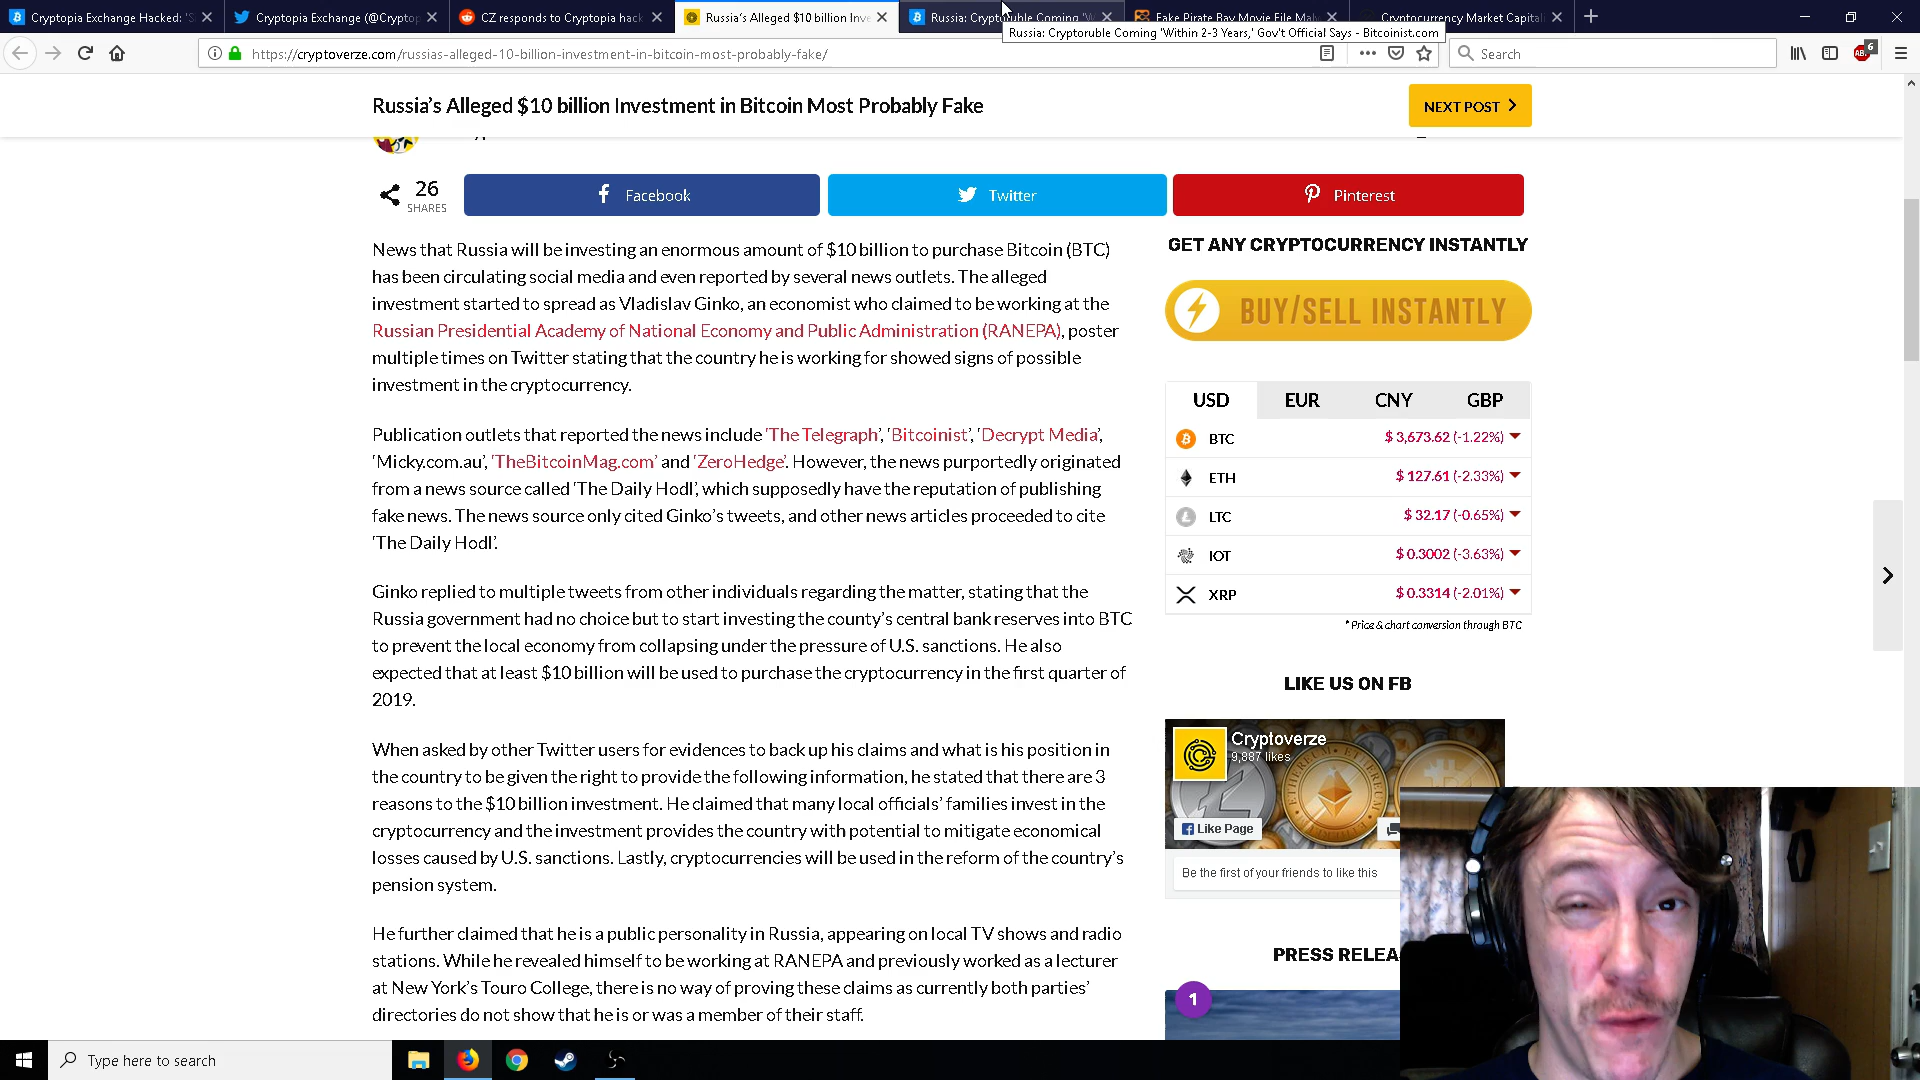 Cryptopia Exchange Hacked: 'S
Cryptopia Exchange (@Cryptop
CZ responds to Cryptopia hack
Russia's Alleged $10 billion Inve
Russia: Cryptoruble Coming 'W
Fake Pirate Bay Movie File Mal
Cryptocurrency Market Capital
Russia: Cryptoruble Coming 'Within 2-3 Years,' Gov't Official Says - Bitcoinist.com
https://cryptoverze.com/russias-alleged-10-billion-investment-in-bitcoin-most-probably-fake/
Search
6
Russia's Alleged $10 billion Investment in Bitcoin Most Probably Fake
NEXT POST
26
SHARES
Facebook
Twitter
Pinterest
News that Russia will be investing an enormous amount of $10 billion to purchase Bitcoin (BTC)
has been circulating social media and even reported by several news outlets. The alleged
investment started to spread as Vladislav Ginko, an economist who claimed to be working at the
Russian Presidential Academy of National Economy and Public Administration (RANEPA), poster
multiple times on Twitter stating that the country he is working for showed signs of possible
investment in the cryptocurrency.
Publication outlets that reported the news include 'The Telegraph', 'Bitcoinist', 'Decrypt Media',
'Micky.com.au', 'TheBitcoinMag.com' and 'ZeroHedge'. However, the news purportedly originated
from a news source called 'The Daily Hodl', which supposedly have the reputation of publishing
fake news. The news source only cited Ginko's tweets, and other news articles proceeded to cite
'The Daily Hodl'.
Ginko replied to multiple tweets from other individuals regarding the matter, stating that the
Russia government had no choice but to start investing the county's central bank reserves into BTC
to prevent the local economy from collapsing under the pressure of U.S. sanctions. He also
expected that at least $10 billion will be used to purchase the cryptocurrency in the first quarter of
2019.
When asked by other Twitter users for evidences to back up his claims and what is his position in
the country to be given the right to provide the following information, he stated that there are 3
reasons to the $10 billion investment. He claimed that many local officials' families invest in the
cryptocurrency and the investment provides the country with potential to mitigate economical
losses caused by U.S. sanctions. Lastly, cryptocurrencies will be used in the reform of the country's
pension system.
He further claimed that he is a public personality in Russia, appearing on local TV shows and radio
stations. While he revealed himself to be working at RANEPA and previously worked as a lecturer
at New York's Touro College, there is no way of proving these claims as currently both parties'
directories do not show that he is or was a member of their staff.
GET ANY CRYPTOCURRENCY INSTANTLY
BUY/SELL INSTANTLY
USD EUR CNY GBP
BTC $ 3,673.62 (-1.22%)
ETH $ 127.61 (-2.33%)
LTC $ 32.17 (-0.65%)
IOT $ 0.3002 (-3.63%)
XRP $ 0.3314 (-2.01%)
* Price & chart conversion through BTC
LIKE US ON FB
Cryptoverze
9,887 likes
Like Page
Be the first of your friends to like this
PRESS RELEA
1
Type here to search